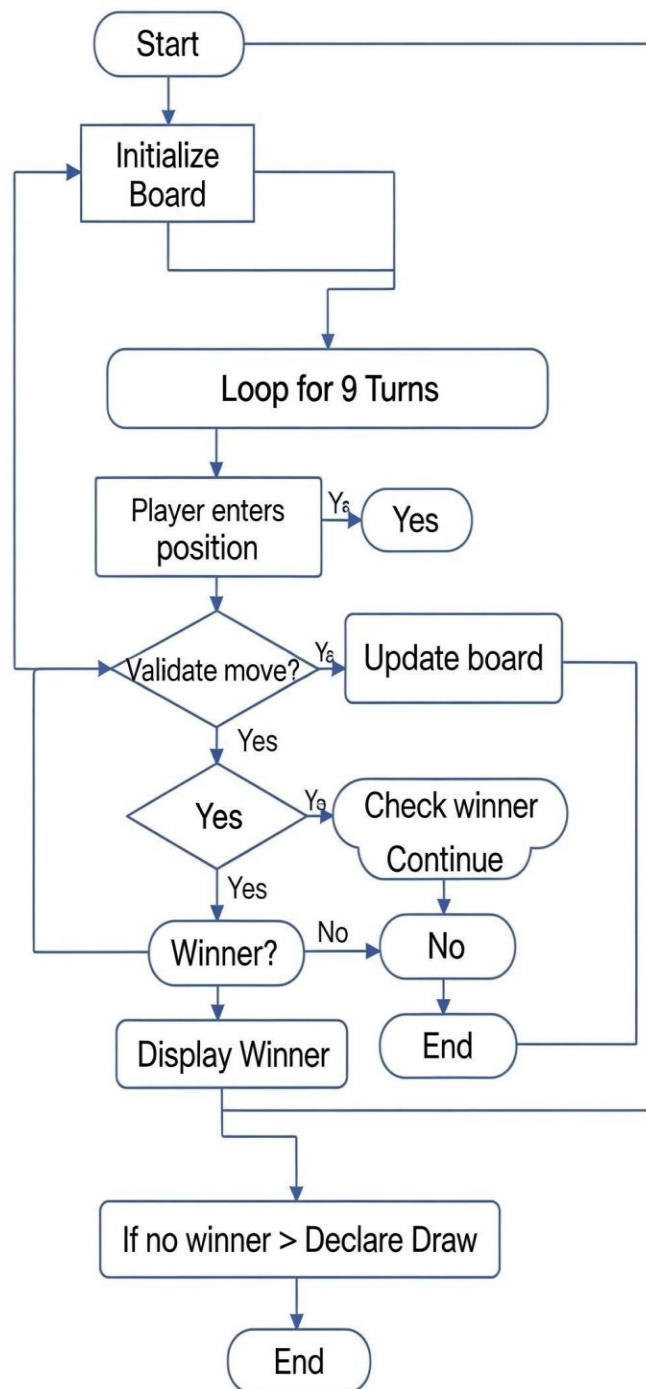 Start
Initialize
Board
Loop for 9 Turns
Player enters
position
Yes
Validate move?
Update board
Yes
Yes
Check winner
Continue
Yes
Winner?
No
No
Display Winner
End
If no winner > Declare Draw
End